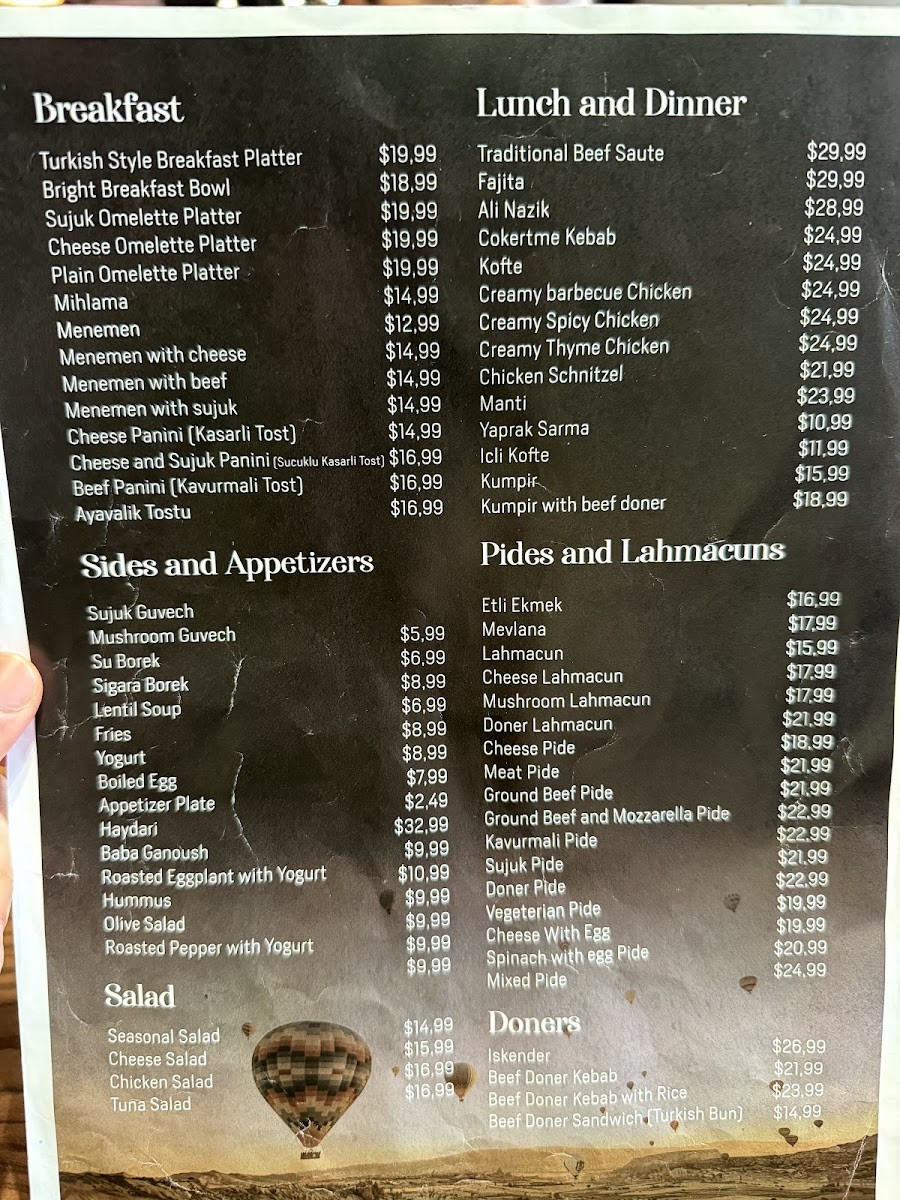 Breakfast
Turkish Style Breakfast Platter $19,99
Bright Breakfast Bowl $18,99
Sujuk Omelette Platter $19,99
Cheese Omelette Platter $19,99
Plain Omelette Platter $19,99
Mihlama $14,99
Menemen $12,99
Menemen with cheese $14,99
Menemen with beef $14,99
Menemen with sujuk $14,99
Cheese Panini (Kasarli Tost) $14,99
Cheese and Sujuk Panini (Sucuklu Kasarli Tost) $16,99
Beef Panini (Kavurmali Tost) $16,99
Ayavalik Tostu $16,99
Sides and Appetizers
Sujuk Guvech $5,99
Mushroom Guvech $6,99
Su Borek $8,99
Sigara Borek $6,99
Lentil Soup $8,99
Fries $8,99
Yogurt $7,99
Boiled Egg $2,49
Appetizer Plate $32,99
Haydari $9,99
Baba Ganoush $10,99
Roasted Eggplant with Yogurt $9,99
Hummus $9,99
Olive Salad $9,99
Roasted Pepper with Yogurt $9,99
Salad
Seasonal Salad $14,99
Cheese Salad $15,99
Chicken Salad $16,99
Tuna Salad $16,99
Lunch and Dinner
Traditional Beef Saute $29,99
Fajita $29,99
Ali Nazik $28,99
Cokertme Kebab $24,99
Kofte $24,99
Creamy barbecue Chicken $24,99
Creamy Spicy Chicken $24,99
Creamy Thyme Chicken $24,99
Chicken Schnitzel $21,99
Manti $23,99
Yaprak Sarma $10,99
Icli Kofte $11,99
Kumpir $15,99
Kumpir with beef doner $18,99
Pides and Lahmacuns
Etli Ekmek $16,99
Mevlana $17,99
Lahmacun $15,99
Cheese Lahmacun $17,99
Mushroom Lahmacun $17,99
Doner Lahmacun $21,99
Cheese Pide $18,99
Meat Pide $21,99
Ground Beef Pide $21,99
Ground Beef and Mozzarella Pide $22,99
Kavurmali Pide $22,99
Sujuk Pide $21,99
Doner Pide $22,99
Vegeterian Pide $19,99
Cheese With Egg $19,99
Spinach with egg Pide $20,99
Mixed Pide $24,99
Doners
Iskender $26,99
Beef Doner Kebab $21,99
Beef Doner Kebab with Rice $23,99
Beef Doner Sandwich (Turkish Bun) $14,99